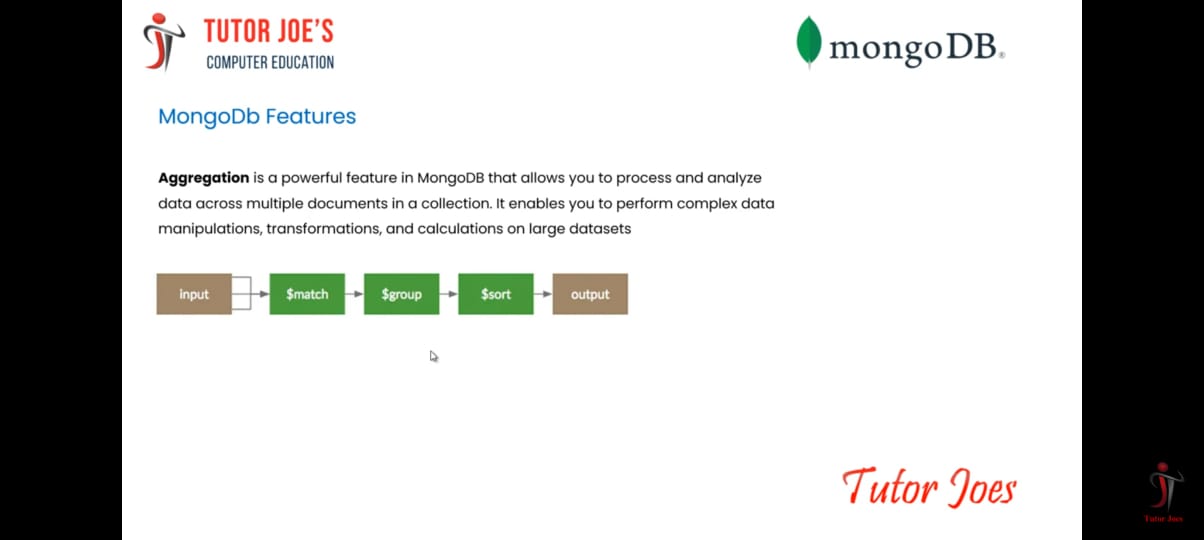 TUTOR JOE'S
COMPUTER EDUCATION
mongoDB®
MongoDb Features
Aggregation is a powerful feature in MongoDB that allows you to process and analyze
data across multiple documents in a collection. It enables you to perform complex data
manipulations, transformations, and calculations on large datasets
input
$match
$group
$sort
output
Tutor Joes
Tutor Joes